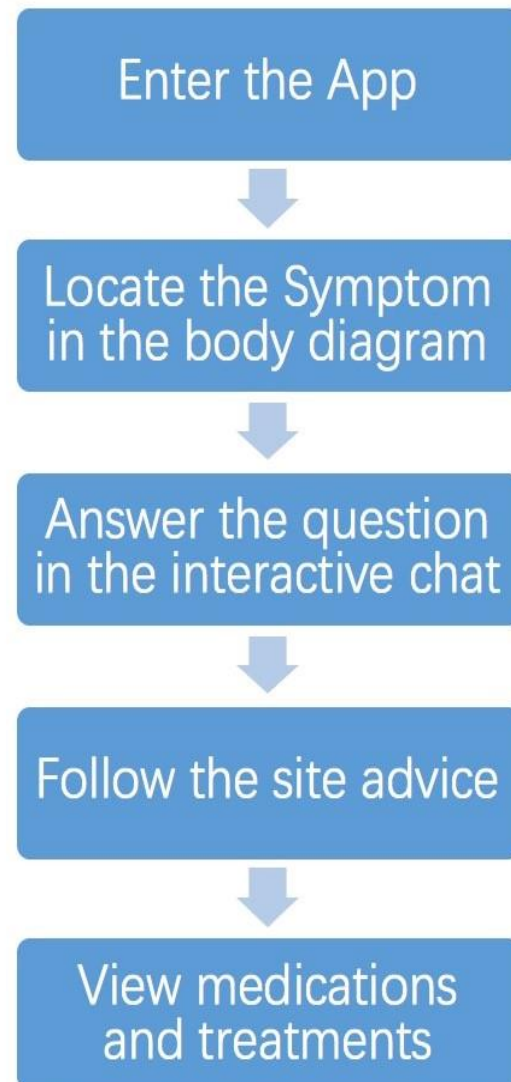 Enter the App
Locate the Symptom
in the body diagram
Answer the question
in the interactive chat
Follow the site advice
View medications
and treatments